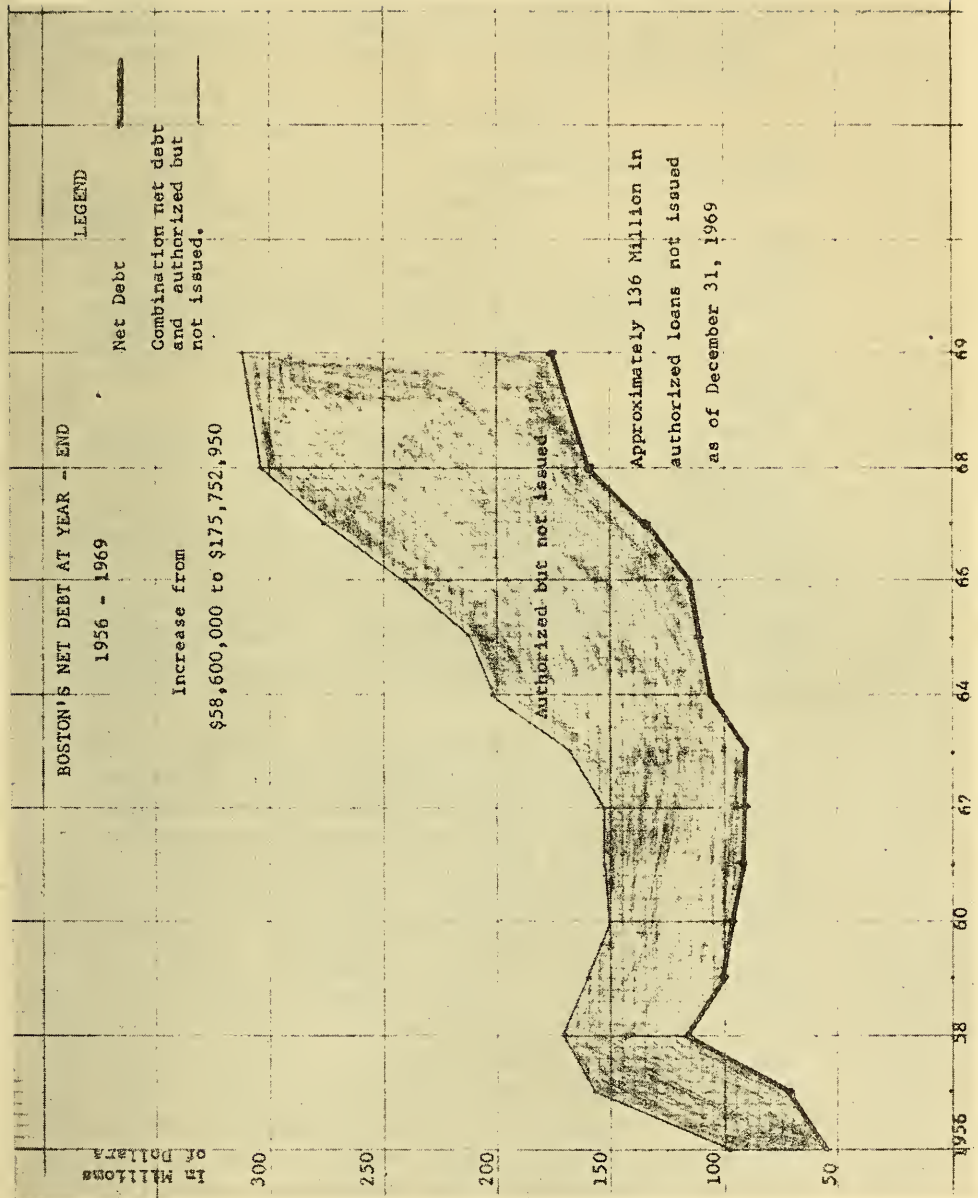 BOSTON'S NET DEBT AT YEAR - END
1956 - 1969
Increase from
$58,600,000 to $175,752,950
LEGEND
Net Debt
Combination net debt
and authorized but
not issued.
In Millions
of Dollars
300
250
200
150
100
50
Authorized but not issued
Approximately 136 Million in
authorized loans not issued
as of December 31, 1969
1956
58
60
62
64
66
68
69